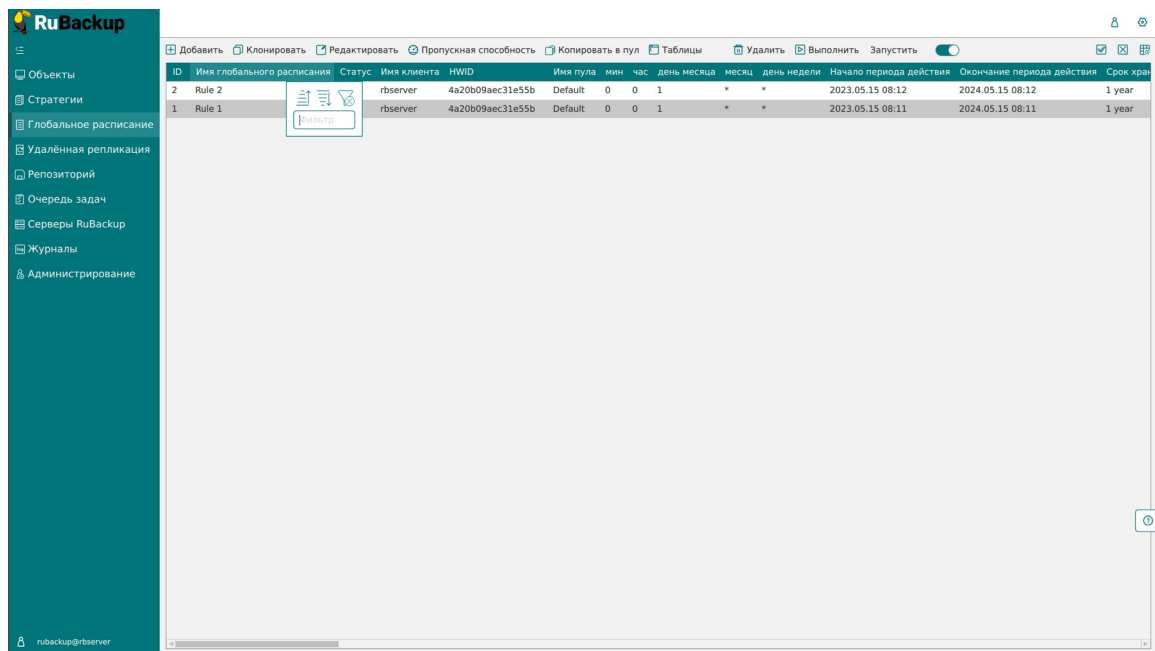 RuBackup
Добавить Клонировать Редактировать Пропускная способность Копировать в пул Таблицы Удалить Выполнить Запустить
Объекты
Стратегии
Глобальное расписание
Удалённая репликация
Репозиторий
Очередь задач
Серверы RuBackup
Журналы
Администрирование
ID Имя глобального расписания Статус Имя клиента HWID Имя пула мин час день месяца месяц день недели Начало периода действия Окончание периода действия Срок хран
2 Rule 2 rbserver 4a20b09aec31e55b Default 0 0 1 * * 2023.05.15 08:12 2024.05.15 08:12 1 year
1 Rule 1 rbserver 4a20b09aec31e55b Default 0 0 1 * * 2023.05.15 08:11 2024.05.15 08:11 1 year
Фильтр
rubackup@rbserver